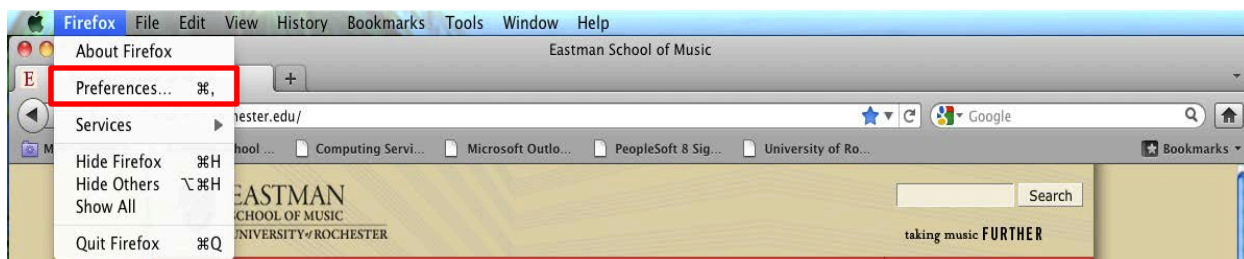 Firefox File Edit View History Bookmarks Tools Window Help
Eastman School of Music
About Firefox
E +
Preferences... ⌘,
hester.edu/ Google
Services
M hool ... Computing Servi... Microsoft Outlo... PeopleSoft 8 Sig... University of Ro... Bookmarks
Hide Firefox ⌘H
Hide Others ⌥⌘H
Show All
Quit Firefox ⌘Q
EASTMAN
SCHOOL OF MUSIC
UNIVERSITY of ROCHESTER
Search
taking music FURTHER